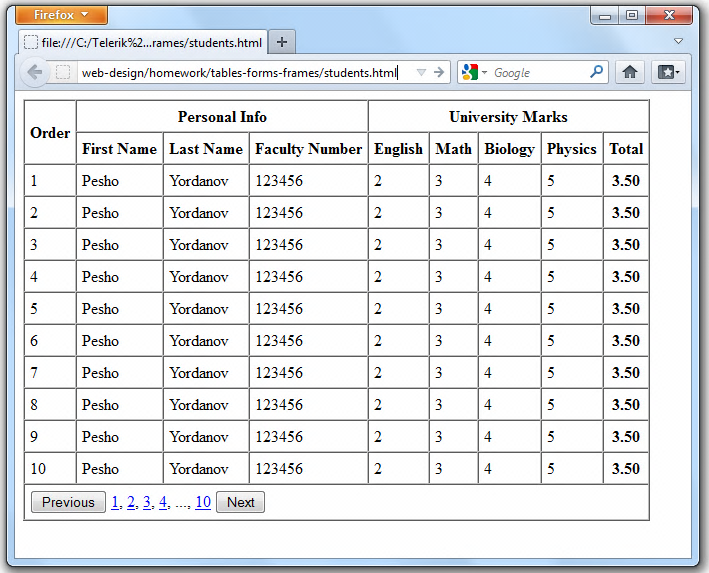 Firefox
file:///C:/Telerik%2...rames/students.html
web-design/homework/tables-forms-frames/students.html Google
Order Personal Info University Marks
First Name Last Name Faculty Number English Math Biology Physics Total
1 Pesho Yordanov 123456 2 3 4 5 3.50
2 Pesho Yordanov 123456 2 3 4 5 3.50
3 Pesho Yordanov 123456 2 3 4 5 3.50
4 Pesho Yordanov 123456 2 3 4 5 3.50
5 Pesho Yordanov 123456 2 3 4 5 3.50
6 Pesho Yordanov 123456 2 3 4 5 3.50
7 Pesho Yordanov 123456 2 3 4 5 3.50
8 Pesho Yordanov 123456 2 3 4 5 3.50
9 Pesho Yordanov 123456 2 3 4 5 3.50
10 Pesho Yordanov 123456 2 3 4 5 3.50
Previous 1, 2, 3, 4, ..., 10 Next